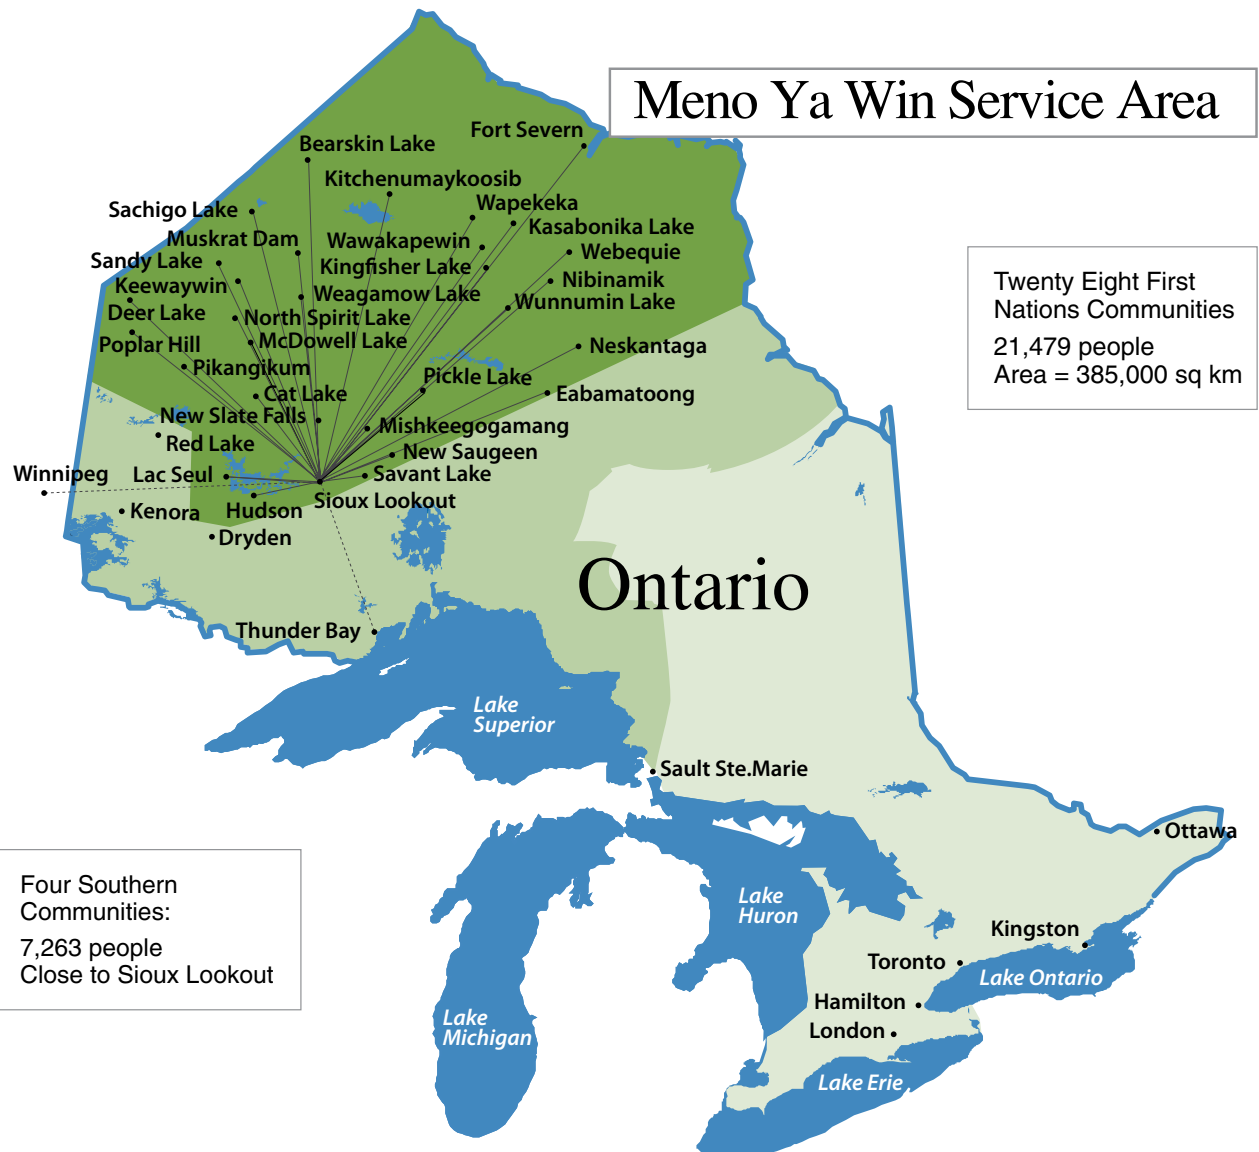 Meno Ya Win Service Area
Fort Severn
Bearskin Lake
Kitchenumaykoosib
Wapekeka
Sachigo Lake
Kasabonika Lake
Muskrat Dam
Wawakapewin
Webequie
Sandy Lake
Kingfisher Lake
Nibinamik
Keewaywin
Weagamow Lake
Wunnumin Lake
Deer Lake
North Spirit Lake
Poplar Hill
McDowell Lake
Neskantaga
Pikangikum
Pickle Lake
Cat Lake
Eabamatoong
New Slate Falls
Mishkeegogamang
Red Lake
New Saugeen
Winnipeg
Lac Seul
Savant Lake
Sioux Lookout
Kenora
Hudson
Dryden
Twenty Eight First
Nations Communities
21,479 people
Area = 385,000 sq km
Ontario
Thunder Bay
Lake
Superior
Sault Ste.Marie
Ottawa
Four Southern
Communities:
7,263 people
Close to Sioux Lookout
Lake
Huron
Kingston
Toronto
Lake Ontario
Hamilton
London
Lake
Michigan
Lake Erie